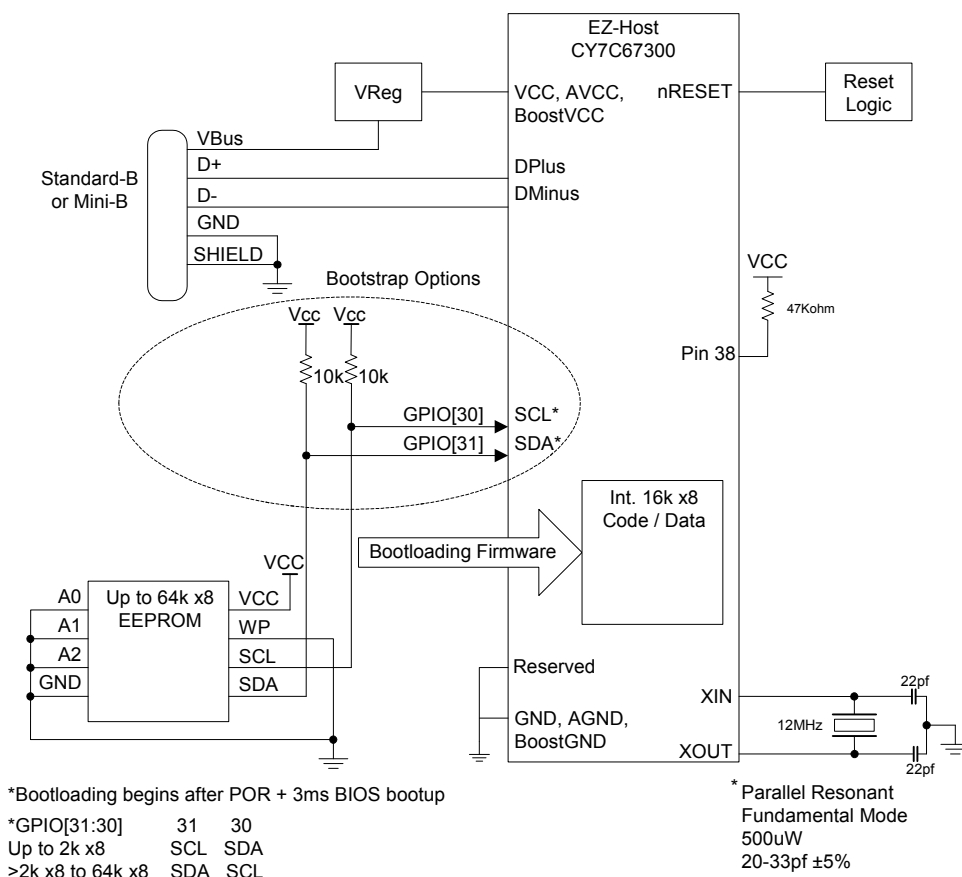 EZ-Host
CY7C67300
VReg
VCC, AVCC,
BoostVCC
nRESET
Reset
Logic
Standard-B
or Mini-B
VBus
D+
D-
GND
SHIELD
DPlus
DMinus
VCC
47Kohm
Pin 38
Bootstrap Options
Vcc
Vcc
10k
10k
GPIO[30]
SCL*
GPIO[31]
SDA*
Int. 16k x8
Code / Data
Bootloading Firmware
VCC
A0
A1
A2
GND
Up to 64k x8
EEPROM
VCC
WP
SCL
SDA
Reserved
GND, AGND,
BoostGND
XIN
XOUT
12MHz
22pf
22pf
*Bootloading begins after POR + 3ms BIOS bootup
*GPIO[31:30] 31 30
Up to 2k x8 SCL SDA
>2k x8 to 64k x8 SDA SCL
* Parallel Resonant
Fundamental Mode
500uW
20-33pf ±5%